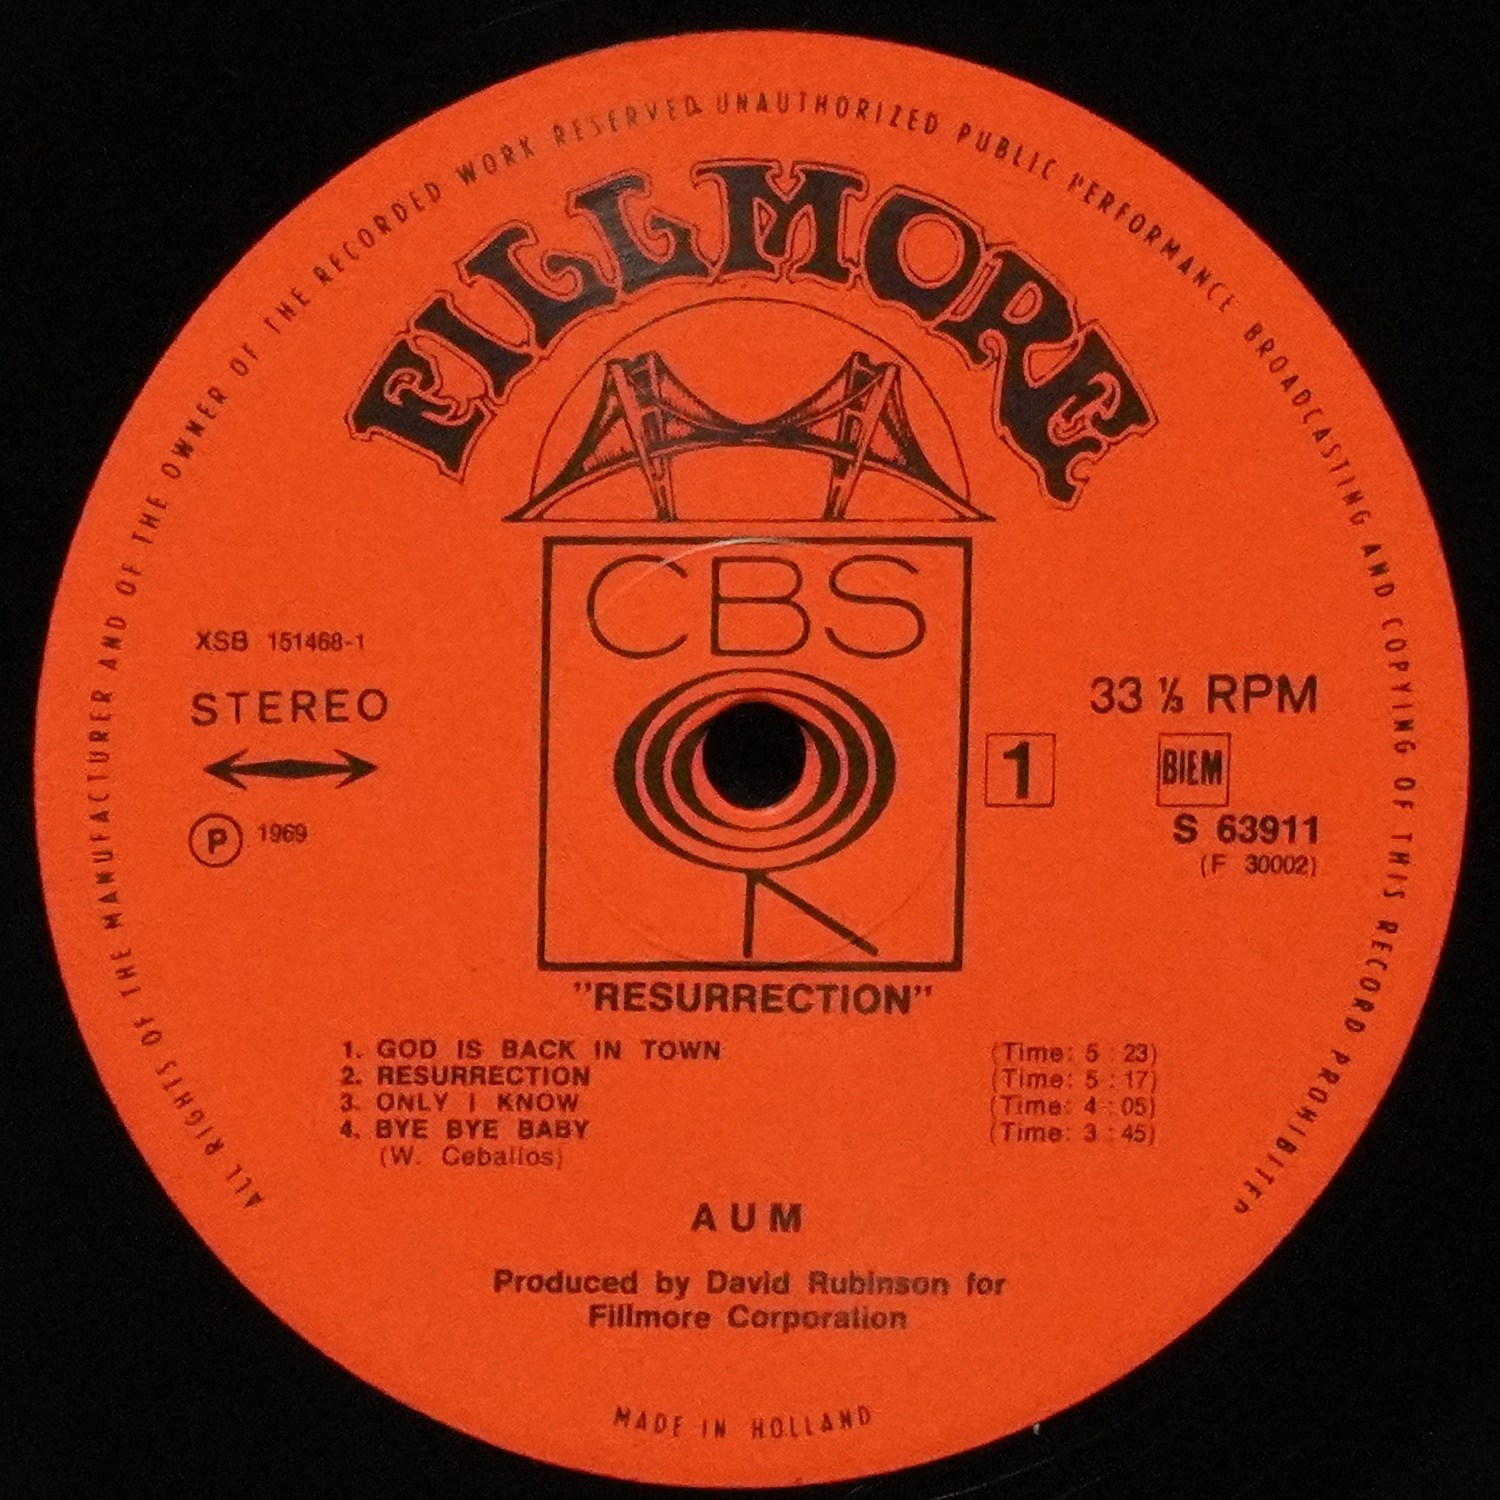 ALL RIGHTS OF THE MANUFACTURER AND OF THE OWNER OF THE RECORDED WORK RESERVED. UNAUTHORIZED PUBLIC PERFORMANCE BROADCASTING AND COPYING OF THIS RECORD PROHIBITED
FILLMORE
CBS
XSB 151468-1
STEREO
33 ⅓ RPM
1
BIEM
S 63911
(F 30002)
P 1969
"RESURRECTION"
1. GOD IS BACK IN TOWN (Time: 5 : 23)
2. RESURRECTION (Time: 5 : 17)
3. ONLY I KNOW (Time: 4 : 05)
4. BYE BYE BABY (Time: 3 : 45)
(W. Ceballos)
AUM
Produced by David Rubinson for
Fillmore Corporation
MADE IN HOLLAND